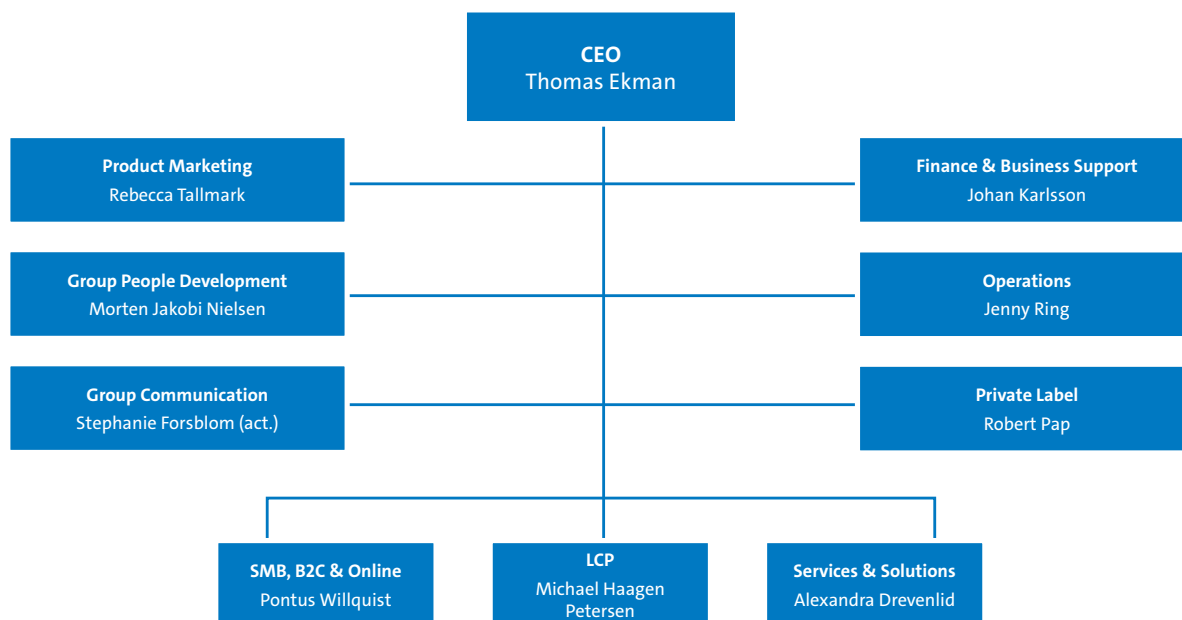 CEO
Thomas Ekman
Product Marketing
Rebecca Tallmark
Finance & Business Support
Johan Karlsson
Group People Development
Morten Jakobi Nielsen
Operations
Jenny Ring
Group Communication
Stephanie Forsblom (act.)
Private Label
Robert Pap
SMB, B2C & Online
Pontus Willquist
LCP
Michael Haagen
Petersen
Services & Solutions
Alexandra Drevenlid